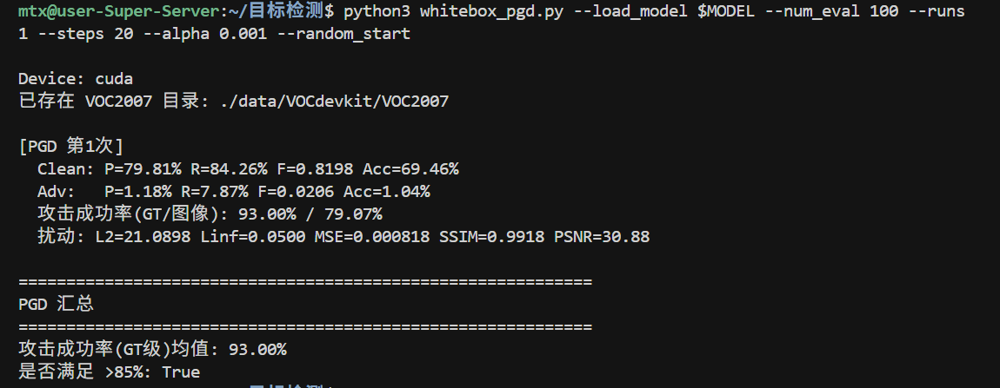 mtx@user-Super-Server:~/目标检测$ python3 whitebox_pgd.py --load_model $MODEL --num_eval 100 --runs
1 --steps 20 --alpha 0.001 --random_start
Device: cuda
已存在 VOC2007 目录: ./data/VOCdevkit/VOC2007
[PGD 第1次]
Clean: P=79.81% R=84.26% F=0.8198 Acc=69.46%
Adv: P=1.18% R=7.87% F=0.0206 Acc=1.04%
攻击成功率(GT/图像): 93.00% / 79.07%
扰动: L2=21.0898 Linf=0.0500 MSE=0.000818 SSIM=0.9918 PSNR=30.88
============================================================
PGD 汇总
============================================================
攻击成功率(GT级)均值: 93.00%
是否满足 >85%: True